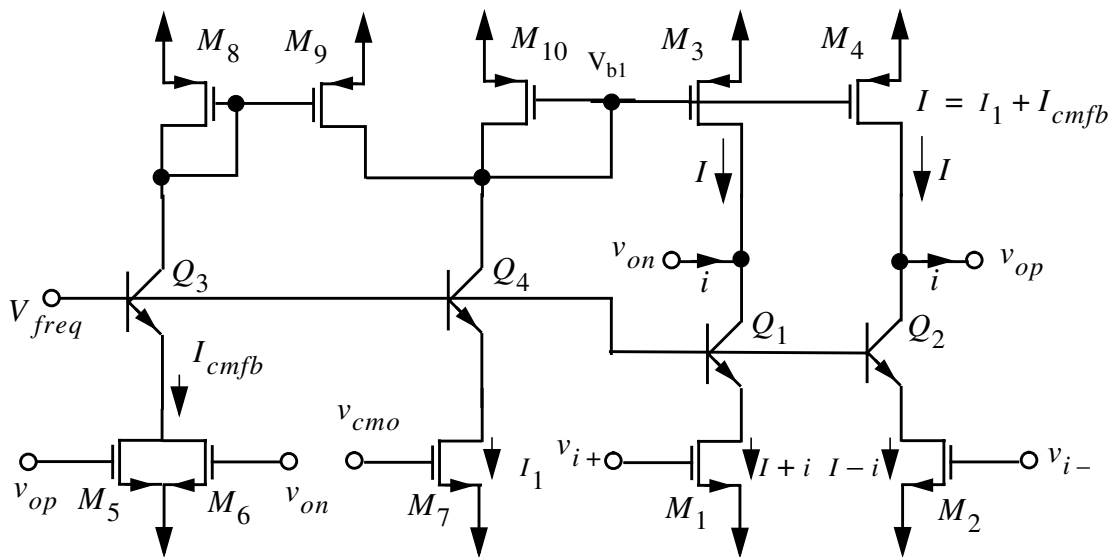 M8 M9 M10 M3 M4
Vb1
I = I1 + Icmfb
I I
von i i vop
Q3 Q4
Vfreq
Q1 Q2
Icmfb
vcmo
vi+ I + i I – i vi–
vop M5 M6 von M7 I1 M1 M2